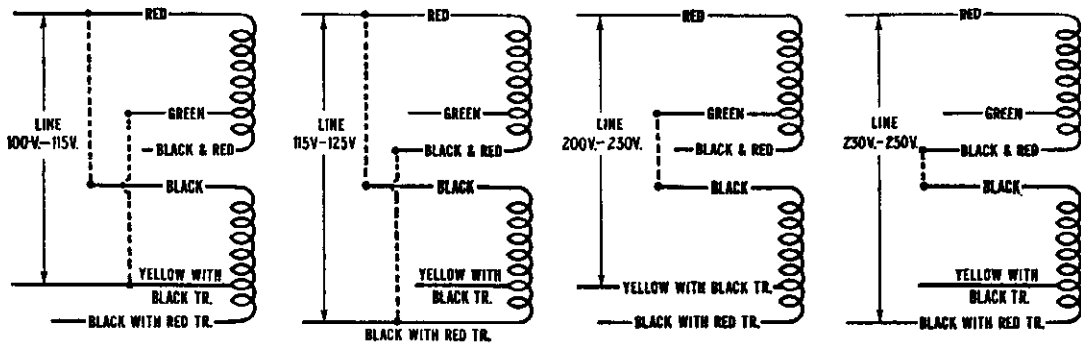 RED
LINE
100V.-115V.
GREEN
BLACK & RED
BLACK
YELLOW WITH
BLACK TR.
BLACK WITH RED TR.
RED
LINE
115V-125V
GREEN
BLACK & RED
BLACK
YELLOW WITH
BLACK TR.
BLACK WITH RED TR.
RED
LINE
200V.-230V.
GREEN
BLACK & RED
BLACK
YELLOW WITH BLACK TR.
BLACK WITH RED TR.
RED
LINE
230V.-250V.
GREEN
BLACK & RED
BLACK
YELLOW WITH
BLACK TR.
BLACK WITH RED TR.